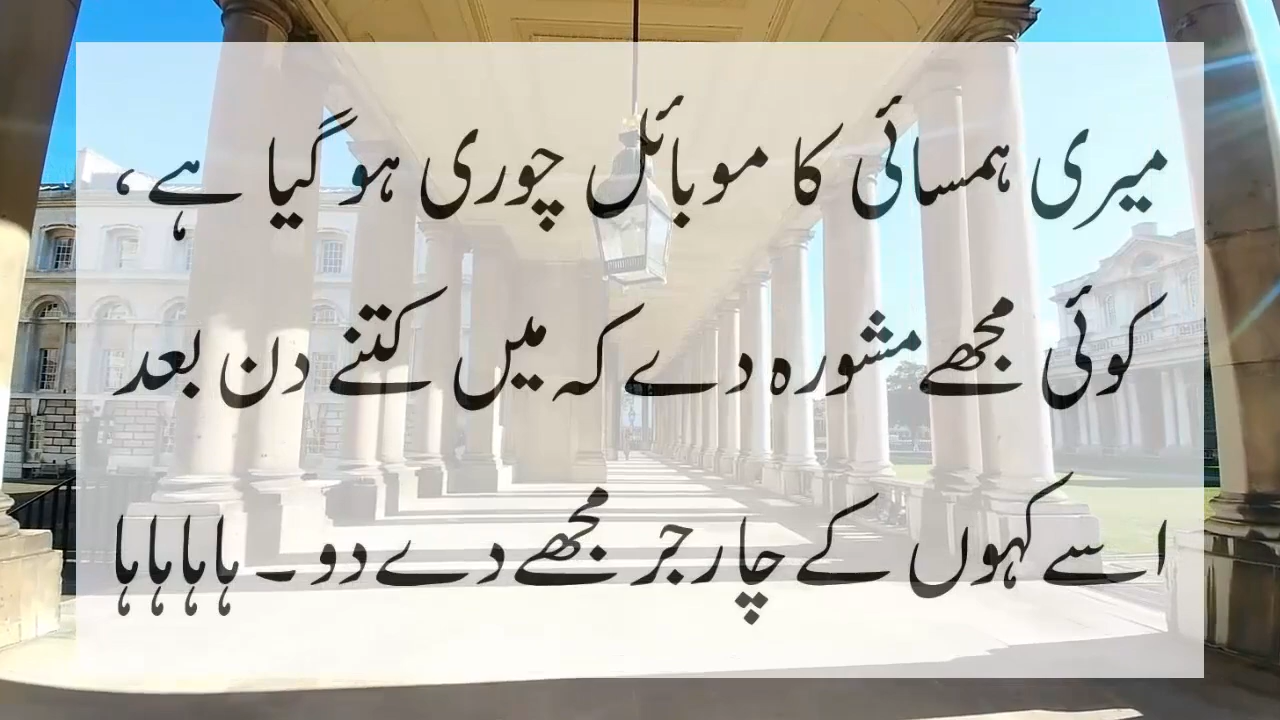 میری ہمسائی کا موبائل چوری ہو گیا ہے،
کوئی مجھے مشورہ دے کہ میں کتنے دن بعد
اسے کہوں کے چارجر مجھے دے دو۔ ہاہاہاہا